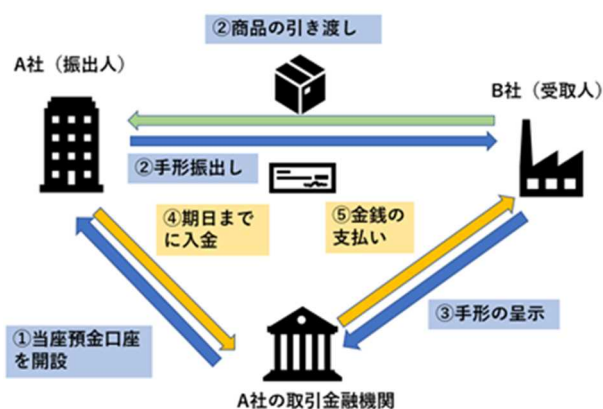 ②商品の引き渡し
A社（振出人）
B社（受取人）
②手形振出し
④期日まで
に入金
⑤金銭の
支払い
①当座預金口座
を開設
③手形の呈示
A社の取引金融機関